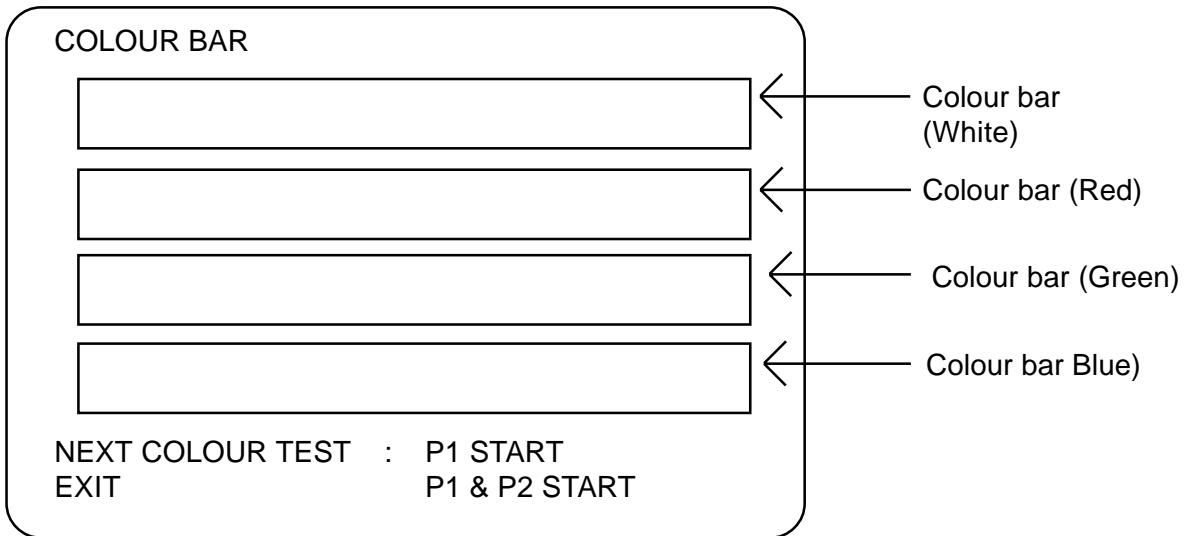 COLOUR BAR
Colour bar
(White)
Colour bar (Red)
Colour bar (Green)
Colour bar Blue)
NEXT COLOUR TEST : P1 START
EXIT P1 & P2 START